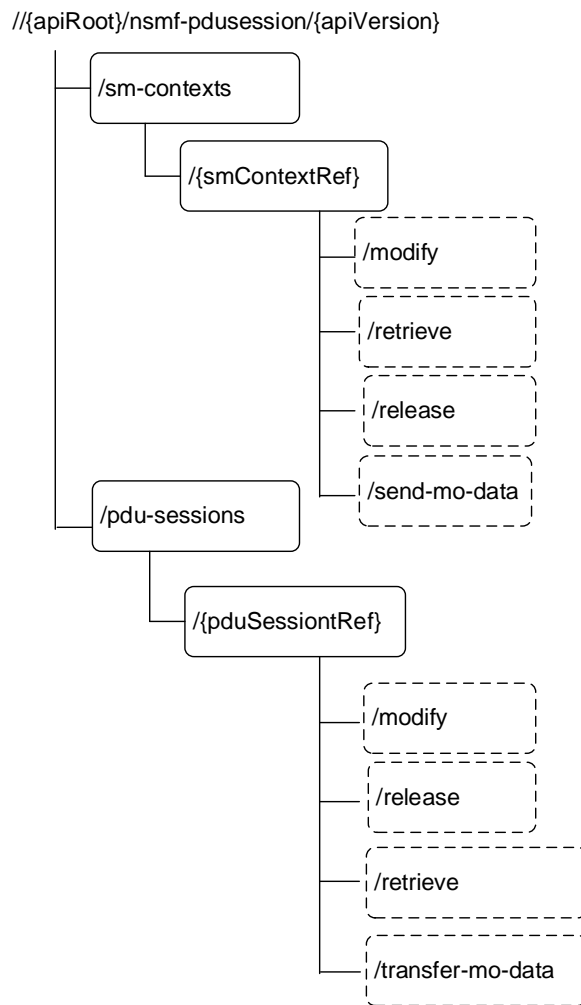 //{apiRoot}/nsmf-pdusession/{apiVersion}
/sm-contexts
/{smContextRef}
/modify
/retrieve
/release
/send-mo-data
/pdu-sessions
/{pduSessiontRef}
/modify
/release
/retrieve
/transfer-mo-data